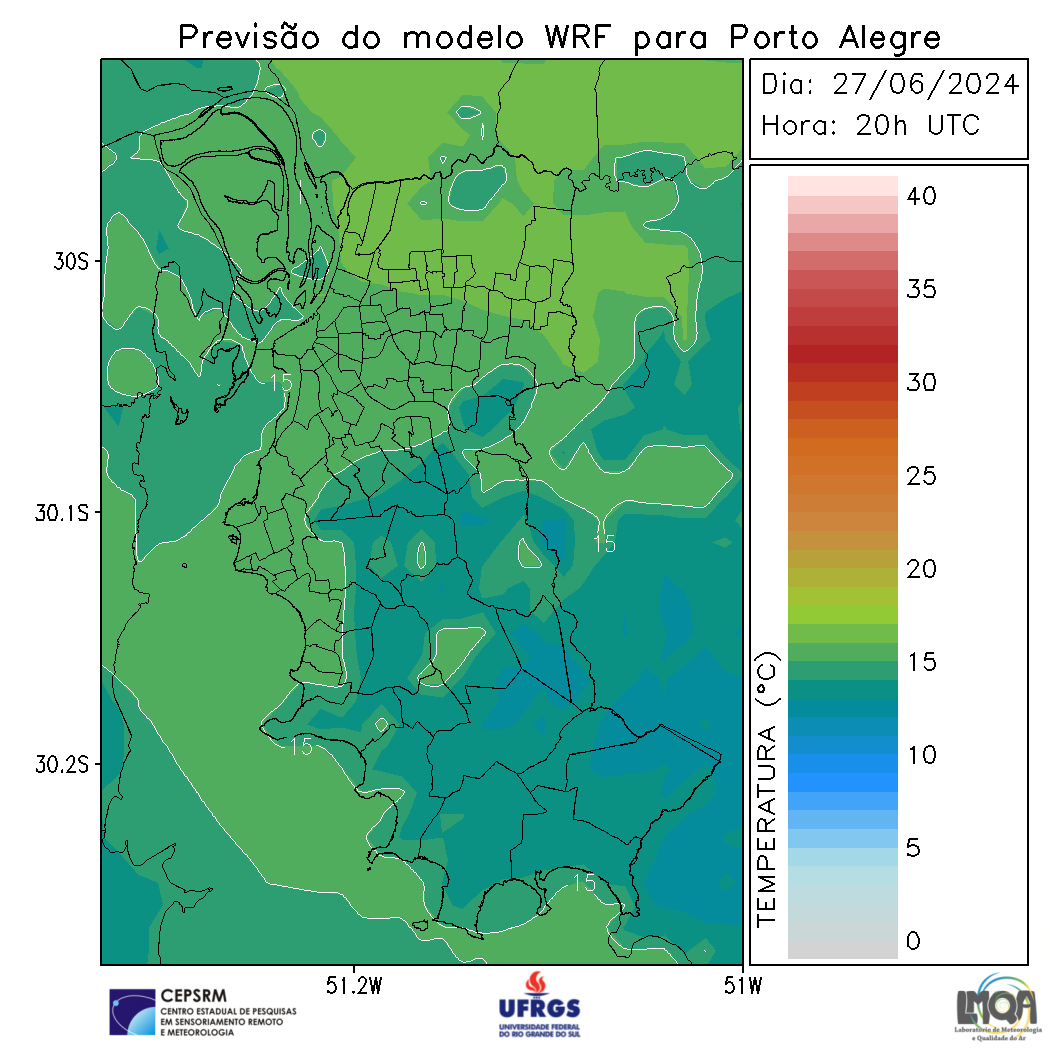 Previsão do modelo WRF para Porto Alegre
Dia: 27/06/2024
Hora: 20h UTC
30S
30.1S
30.2S
51.2W
51W
15
15
15
15
TEMPERATURA (°C)
40
35
30
25
20
15
10
5
0
CEPSRM
CENTRO ESTADUAL DE PESQUISAS
EM SENSORIAMENTO REMOTO
E METEOROLOGIA
UFRGS
UNIVERSIDADE FEDERAL
DO RIO GRANDE DO SUL
LMQA
Laboratório de Meteorologia
e Qualidade do Ar